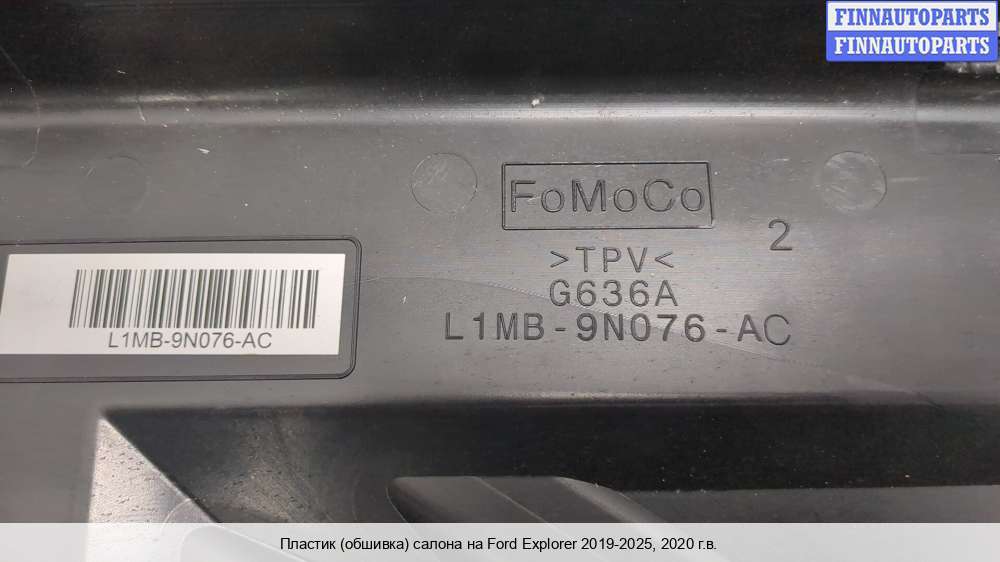 FINNAUTOPARTS
FINNAUTOPARTS
FoMoCo
2
>TPV<
G636A
L1MB-9N076-AC
L1MB-9N076-AC
Пластик (обшивка) салона на Ford Explorer 2019-2025, 2020 г.в.